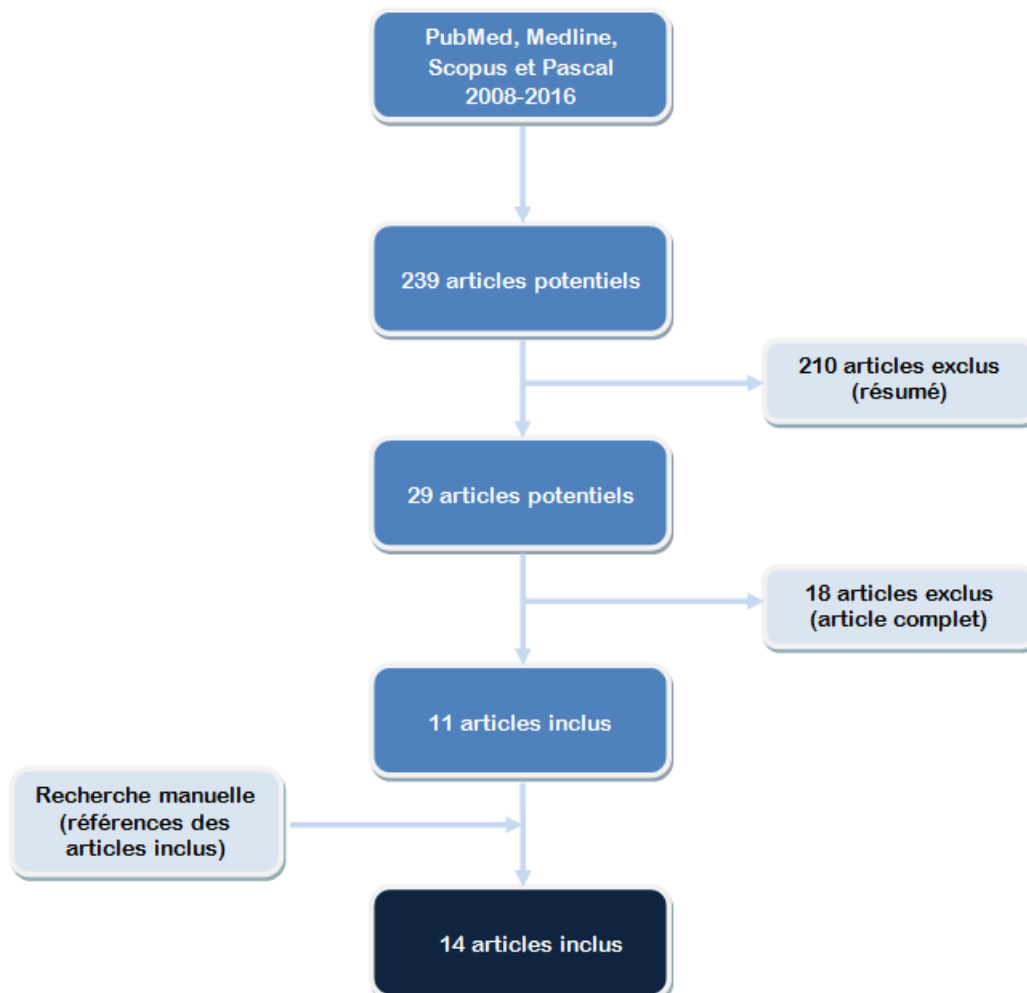 PubMed, Medline,
Scopus et Pascal
2008-2016
239 articles potentiels
210 articles exclus
(résumé)
29 articles potentiels
18 articles exclus
(article complet)
11 articles inclus
Recherche manuelle
(références des
articles inclus)
14 articles inclus